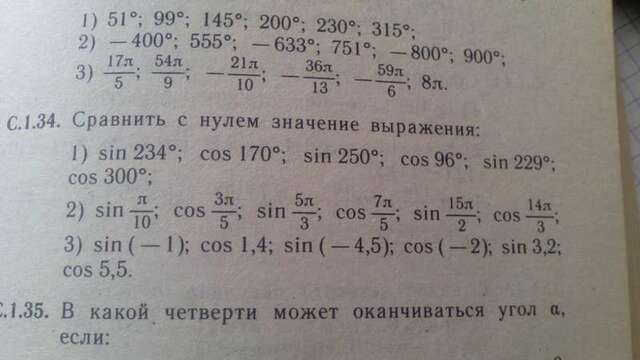 1) 51°; 99°; 145°; 200°; 230°; 315°;
2) — 400°; 555°; — 633°; 751°; — 800°; 900°;
3) 17π/5; 54π/9; — 21π/10; — 36π/13; — 59π/6; 8π.
С.1.34. Сравнить с нулем значение выражения:
1) sin 234°; cos 170°; sin 250°; cos 96°; sin 229°;
cos 300°;
2) sin π/10; cos 3π/5; sin 5π/3; cos 7π/5; sin 15π/2; cos 14π/3;
3) sin (— 1); cos 1,4; sin (— 4,5); cos (— 2); sin 3,2;
cos 5,5.
С.1.35. В какой четверти может оканчиваться угол α,
если: